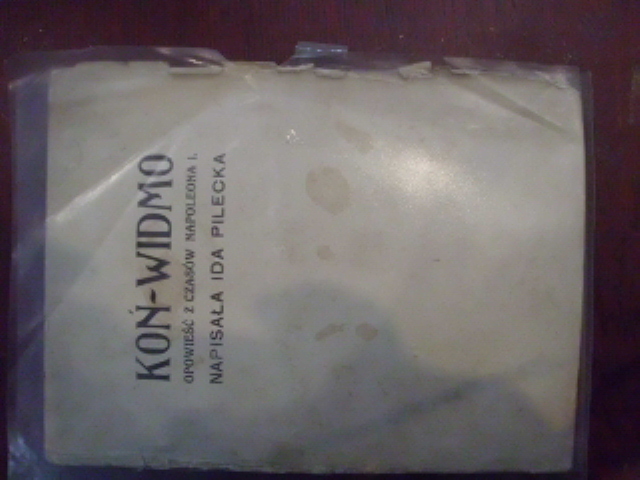 KOŃ-WIDMO
OPOWIEŚĆ Z CZASÓW NAPOLEONA I.
NAPISAŁA IDA PILECKA